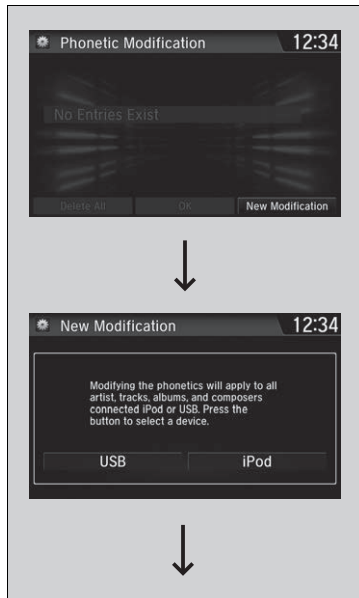 Phonetic Modification 12:34
No Entries Exist
Delete All OK New Modification
New Modification 12:34
Modifying the phonetics will apply to all
artist, tracks, albums, and composers
connected iPod or USB. Press the
button to select a device.
USB iPod